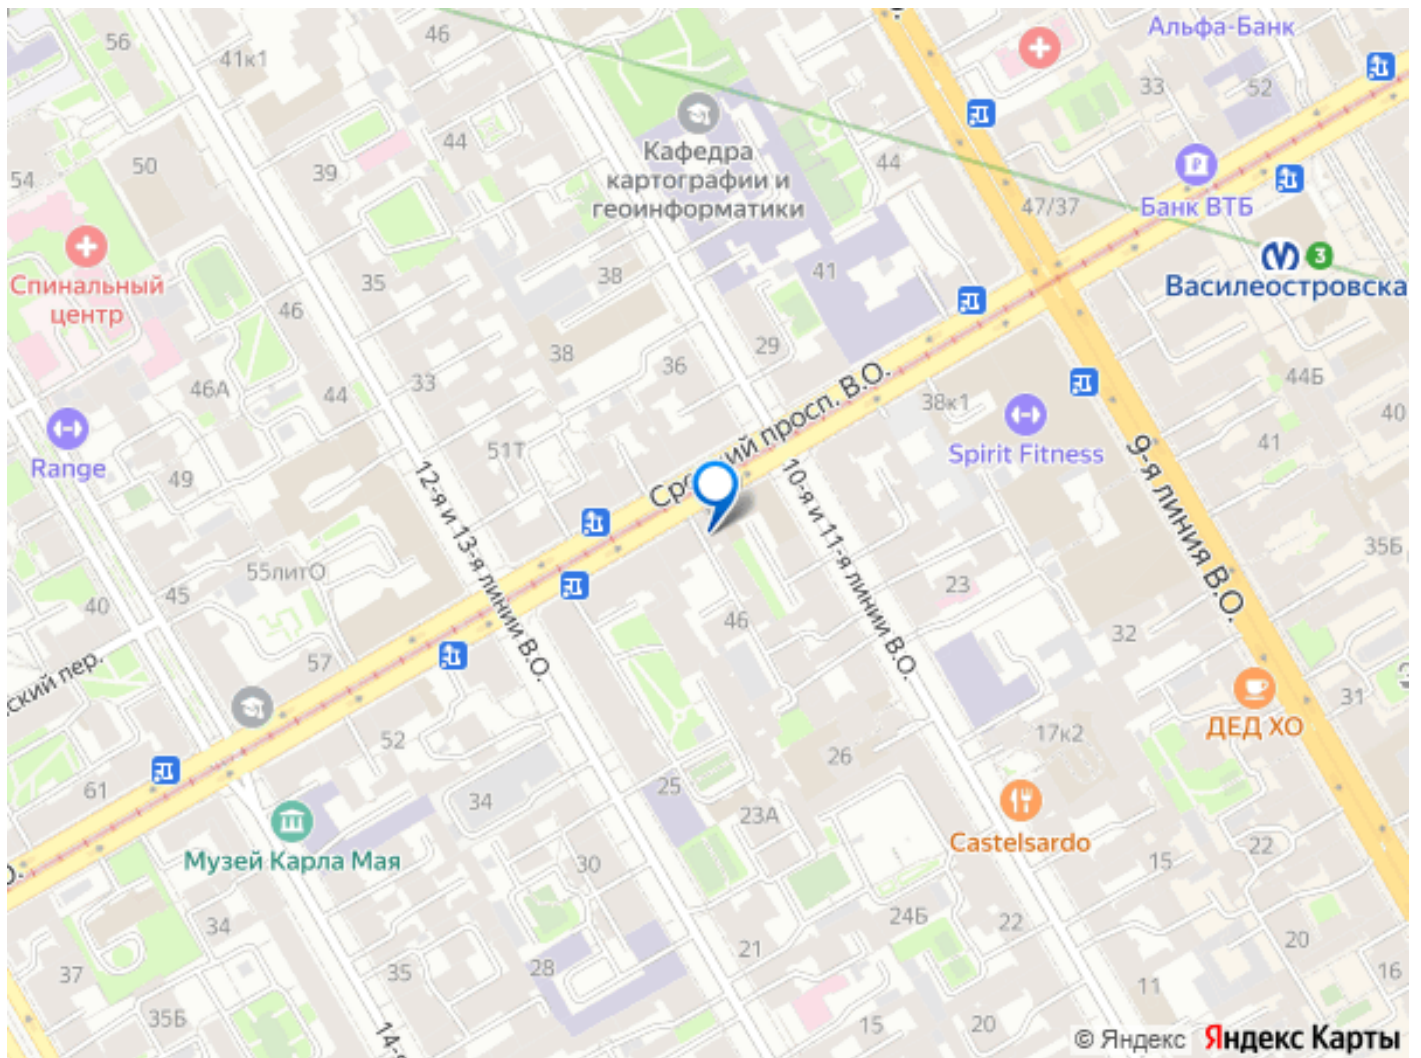 56
41к1
46
Альфа-Банк
33
52
Кафедра
картографии и
геоинформатики
44
44
54
50
39
47/37
Банк ВТБ
Спинальный
центр
35
38
41
3
Василеостровска
46
38
36
29
46А
44
33
Средний просп. В.О.
38к1
44Б
40
Range
49
51Т
Spirit Fitness
41
9-я линия В.О.
12-я и 13-я линии В.О.
10-я и 11-я линии В.О.
35Б
55литО
45
40
23
46
32
ский пер.
57
31
52
26
17к2
ДЕД ХО
61
34
25
23А
Castelsardo
Музей Карла Мая
30
15
22
34
24Б
22
37
35
28
21
20
16
11
35Б
14-я
15
20
© Яндекс Яндекс Карты